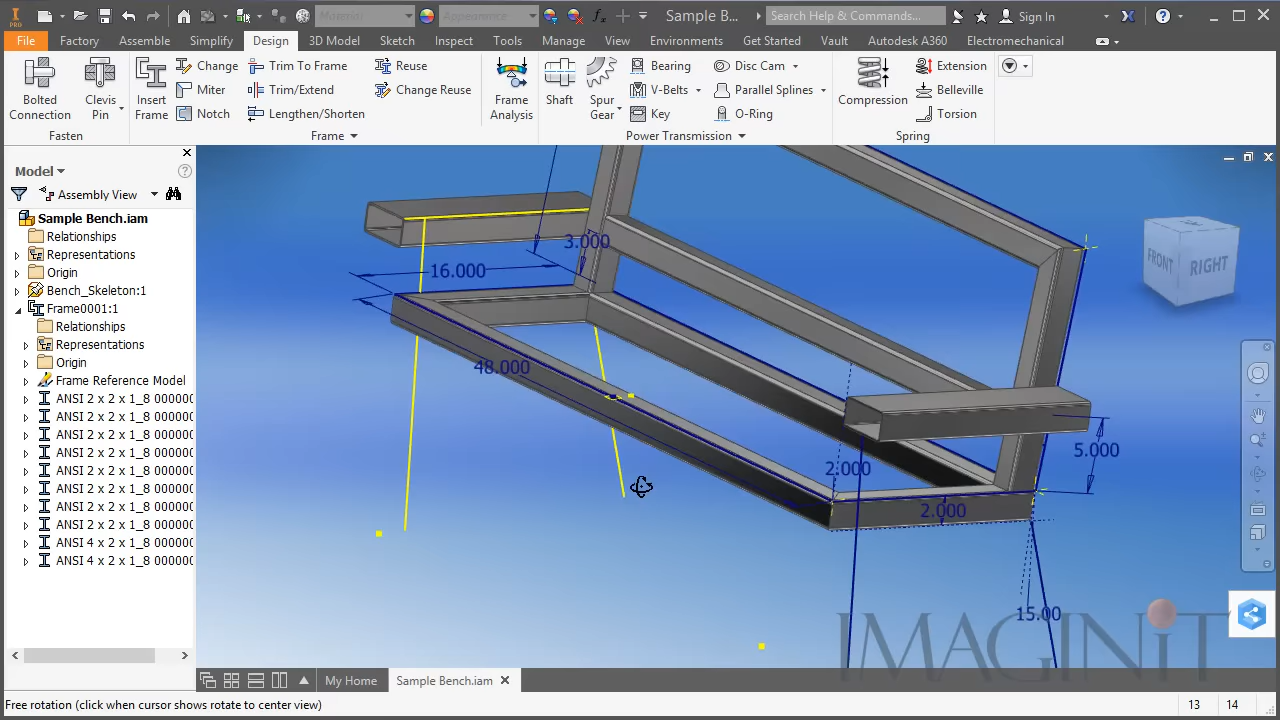 PRO
Material
Appearance
Sample B...
Search Help & Commands...
Sign In
File
Factory
Assemble
Simplify
Design
3D Model
Sketch
Inspect
Tools
Manage
View
Environments
Get Started
Vault
Autodesk A360
Electromechanical
Bolted Connection
Clevis Pin
Insert Frame
Change
Miter
Notch
Trim To Frame
Trim/Extend
Lengthen/Shorten
Reuse
Change Reuse
Frame Analysis
Shaft
Spur Gear
Bearing
V-Belts
Key
Disc Cam
Parallel Splines
O-Ring
Compression
Extension
Belleville
Torsion
Fasten
Frame
Power Transmission
Spring
Model
Assembly View
Sample Bench.iam
Relationships
Representations
Origin
Bench_Skeleton:1
Frame0001:1
Relationships
Representations
Origin
Frame Reference Model
ANSI 2 x 2 x 1_8 000000
ANSI 2 x 2 x 1_8 000000
ANSI 2 x 2 x 1_8 000000
ANSI 2 x 2 x 1_8 000000
ANSI 2 x 2 x 1_8 000000
ANSI 2 x 2 x 1_8 000000
ANSI 2 x 2 x 1_8 000000
ANSI 2 x 2 x 1_8 000000
ANSI 4 x 2 x 1_8 000000
ANSI 4 x 2 x 1_8 000000
3.000
16.000
48.000
2.000
2.000
5.000
15.00
FRONT
RIGHT
IMAGINiT
My Home
Sample Bench.iam
Free rotation (click when cursor shows rotate to center view)
13
14